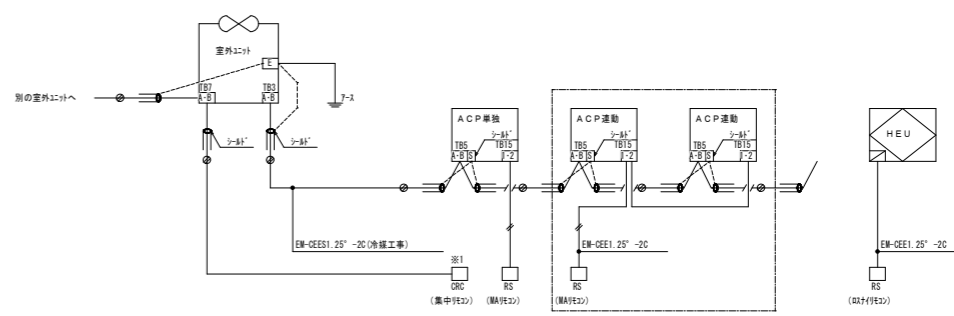 室外ユニット
E
TB7
A-B
TB3
A-B
アース
別の室外ユニットへ
シールド
シールド
ACP単独
シールド
TB5
TB15
A-B
S
1-2
ACP連動
シールド
TB5
TB15
A-B
S
1-2
ACP連動
シールド
TB5
TB15
A-B
S
1-2
HEU
EM-CEES1.25° -2C(冷媒工事)
EM-CEE1.25° -2C
EM-CEE1.25° -2C
※1
CRC
(集中リモコン)
RS
(MAリモコン)
RS
(MAリモコン)
RS
(ロスナイリモコン)